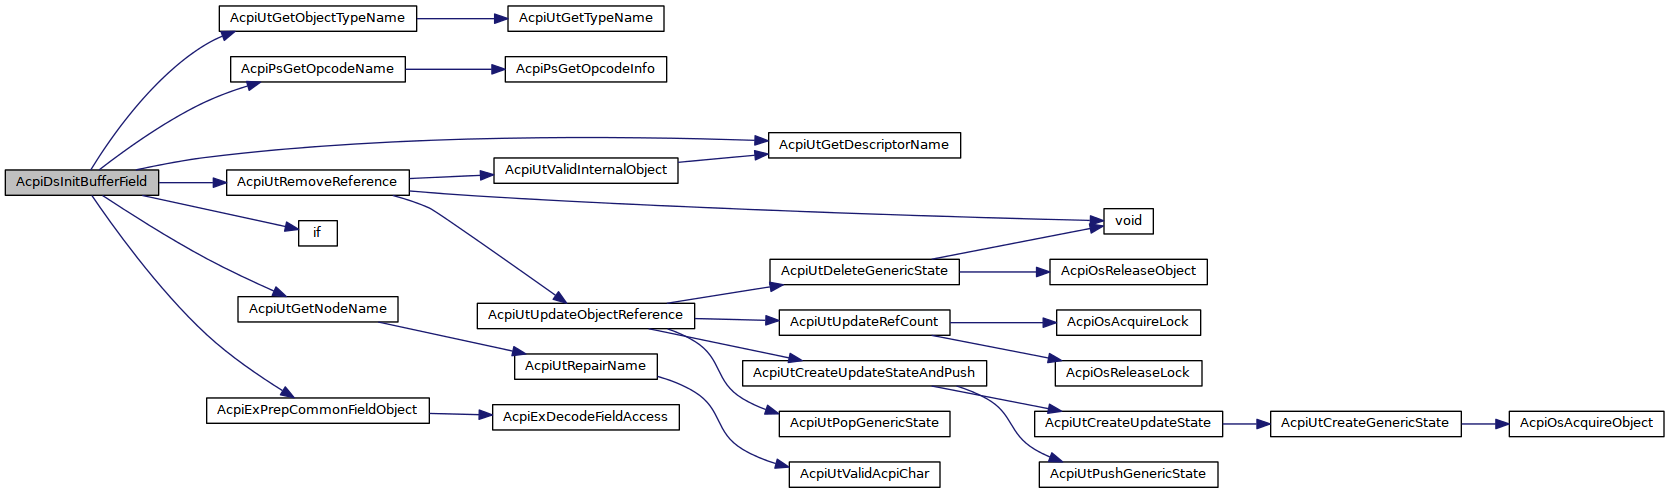 AcpiUtGetObjectTypeName
AcpiUtGetTypeName
AcpiPsGetOpcodeName
AcpiPsGetOpcodeInfo
AcpiUtGetDescriptorName
AcpiUtValidInternalObject
AcpiDsInitBufferField
AcpiUtRemoveReference
void
if
AcpiUtDeleteGenericState
AcpiOsReleaseObject
AcpiUtGetNodeName
AcpiUtUpdateObjectReference
AcpiUtUpdateRefCount
AcpiOsAcquireLock
AcpiUtRepairName
AcpiUtCreateUpdateStateAndPush
AcpiOsReleaseLock
AcpiExPrepCommonFieldObject
AcpiExDecodeFieldAccess
AcpiUtPopGenericState
AcpiUtCreateUpdateState
AcpiUtCreateGenericState
AcpiOsAcquireObject
AcpiUtValidAcpiChar
AcpiUtPushGenericState